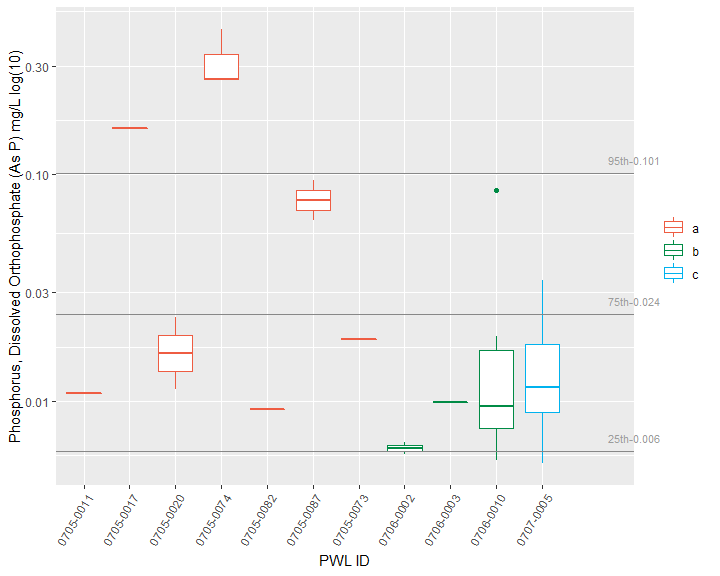 Phosphorus, Dissolved Orthophosphate (As P) mg/L log(10)
0.30
0.10
0.03
0.01
95th-0.101
75th-0.024
25th-0.006
a
b
c
0705-0011
0705-0017
0705-0020
0705-0074
0705-0082
0705-0087
0705-0073
0706-0002
0706-0003
0706-0010
0707-0005
PWL ID